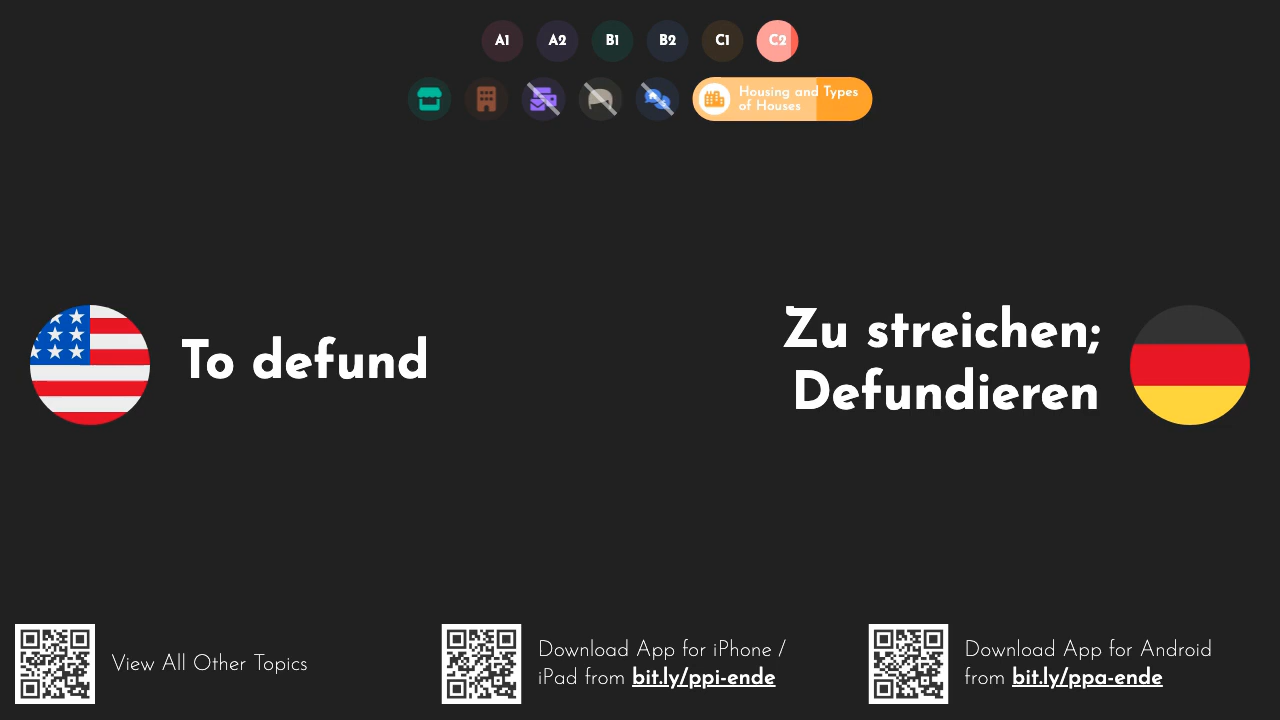 A1 A2 B1 B2 C1 C2
Housing and Types
of Houses
To defund
Zu streichen;
Defundieren
View All Other Topics
Download App for iPhone /
iPad from bit.ly/ppi-ende
Download App for Android
from bit.ly/ppa-ende